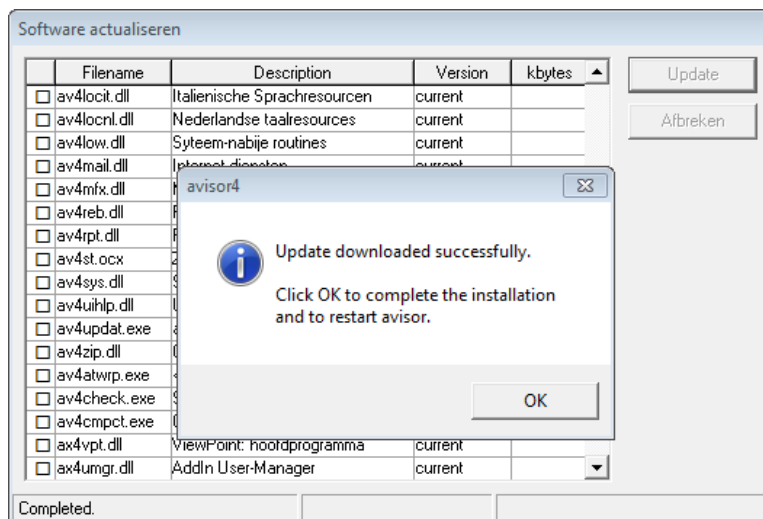 Software actualiseren
Filename Description Version kbytes
av4locit.dll Italienische Sprachresourcen current
av4locnl.dll Nederlandse taalresources current
av4low.dll Syteem-nabije routines current
av4mail.dll Internet diensten current
av4mfx.dll
av4reb.dll
av4rpt.dll
av4st.ocx
av4sys.dll
av4uihlp.dll
av4updat.exe
av4zip.dll
av4atwrp.exe
av4check.exe
av4cmpct.exe
ax4vpt.dll ViewPoint: hoofdprogramma current
ax4umgr.dll AddIn User-Manager current
Update
Afbreken
avisor4
Update downloaded successfully.
Click OK to complete the installation
and to restart avisor.
OK
Completed.